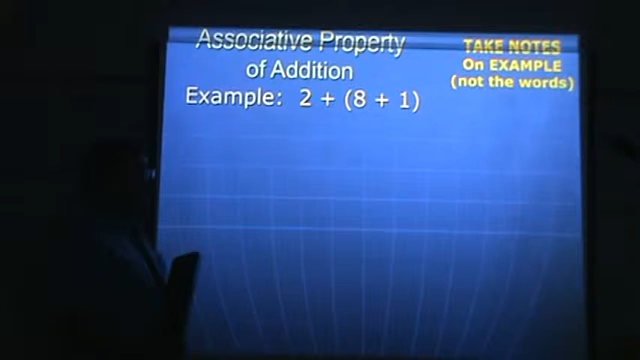 Associative Property
of Addition
TAKE NOTES
On EXAMPLE
(not the words)
Example: 2 + (8 + 1)